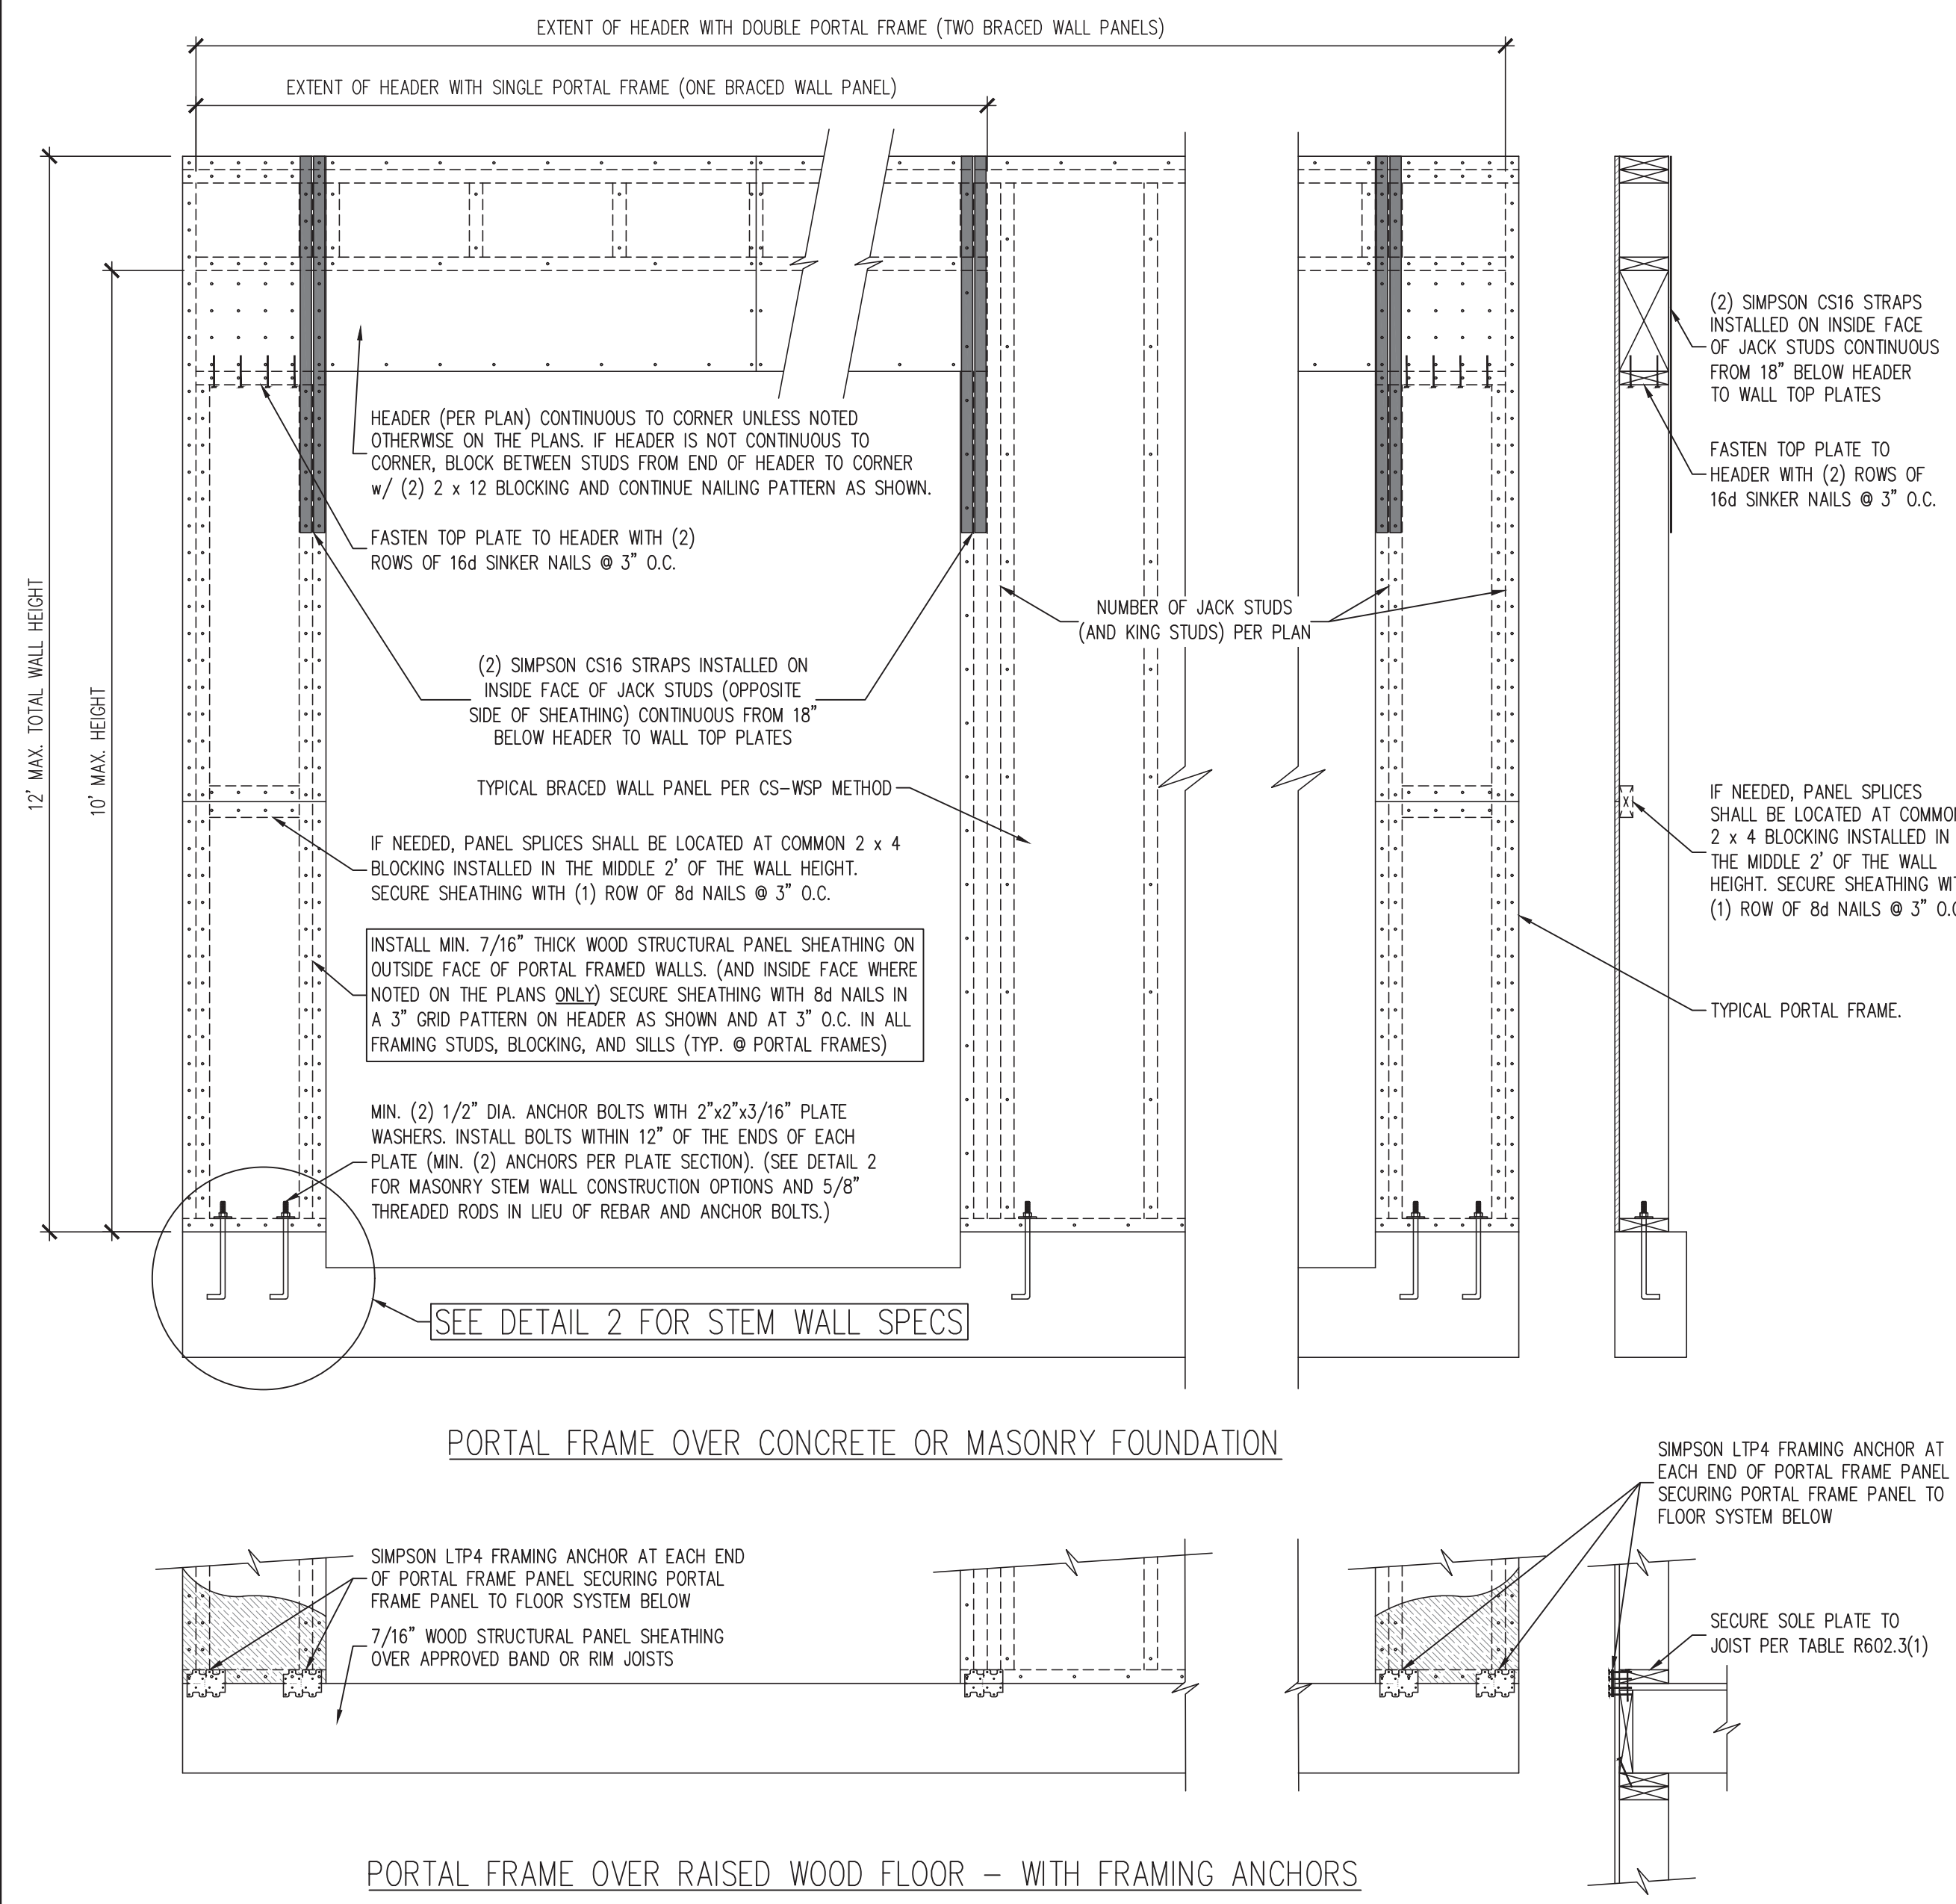 EXTENT OF HEADER WITH DOUBLE PORTAL FRAME (TWO BRACED WALL PANELS)
EXTENT OF HEADER WITH SINGLE PORTAL FRAME (ONE BRACED WALL PANEL)
12' MAX. TOTAL WALL HEIGHT
10' MAX. HEIGHT
HEADER (PER PLAN) CONTINUOUS TO CORNER UNLESS NOTED
OTHERWISE ON THE PLANS. IF HEADER IS NOT CONTINUOUS TO
CORNER, BLOCK BETWEEN STUDS FROM END OF HEADER TO CORNER
w/ (2) 2 x 12 BLOCKING AND CONTINUE NAILING PATTERN AS SHOWN.
FASTEN TOP PLATE TO HEADER WITH (2)
ROWS OF 16d SINKER NAILS @ 3" O.C.
(2) SIMPSON CS16 STRAPS INSTALLED ON
INSIDE FACE OF JACK STUDS (OPPOSITE
SIDE OF SHEATHING) CONTINUOUS FROM 18"
BELOW HEADER TO WALL TOP PLATES
NUMBER OF JACK STUDS
(AND KING STUDS) PER PLAN
TYPICAL BRACED WALL PANEL PER CS-WSP METHOD
IF NEEDED, PANEL SPLICES SHALL BE LOCATED AT COMMON 2 x 4
BLOCKING INSTALLED IN THE MIDDLE 2' OF THE WALL HEIGHT.
SECURE SHEATHING WITH (1) ROW OF 8d NAILS @ 3" O.C.
INSTALL MIN. 7/16" THICK WOOD STRUCTURAL PANEL SHEATHING ON
OUTSIDE FACE OF PORTAL FRAMED WALLS. (AND INSIDE FACE WHERE
NOTED ON THE PLANS ONLY) SECURE SHEATHING WITH 8d NAILS IN
A 3" GRID PATTERN ON HEADER AS SHOWN AND AT 3" O.C. IN ALL
FRAMING STUDS, BLOCKING, AND SILLS (TYP. @ PORTAL FRAMES)
MIN. (2) 1/2" DIA. ANCHOR BOLTS WITH 2"x2"x3/16" PLATE
WASHERS. INSTALL BOLTS WITHIN 12" OF THE ENDS OF EACH
PLATE (MIN. (2) ANCHORS PER PLATE SECTION). (SEE DETAIL 2
FOR MASONRY STEM WALL CONSTRUCTION OPTIONS AND 5/8"
THREADED RODS IN LIEU OF REBAR AND ANCHOR BOLTS.)
SEE DETAIL 2 FOR STEM WALL SPECS
(2) SIMPSON CS16 STRAPS
INSTALLED ON INSIDE FACE
OF JACK STUDS CONTINUOUS
FROM 18" BELOW HEADER
TO WALL TOP PLATES
FASTEN TOP PLATE TO
HEADER WITH (2) ROWS OF
16d SINKER NAILS @ 3" O.C.
IF NEEDED, PANEL SPLICES
SHALL BE LOCATED AT
2 x 4 BLOCKING INSTALLED IN
THE MIDDLE 2' OF THE WALL
HEIGHT. SECURE SHEATHING
(1) ROW OF 8d NAILS @ 3"
TYPICAL PORTAL FRAME.
PORTAL FRAME OVER CONCRETE OR MASONRY FOUNDATION
SIMPSON LTP4 FRAMING ANCHOR AT EACH END
OF PORTAL FRAME PANEL SECURING PORTAL
FRAME PANEL TO FLOOR SYSTEM BELOW
7/16" WOOD STRUCTURAL PANEL SHEATHING
OVER APPROVED BAND OR RIM JOISTS
SIMPSON LTP4 FRAMING ANCHOR AT
EACH END OF PORTAL FRAME PANEL
SECURING PORTAL FRAME PANEL TO
FLOOR SYSTEM BELOW
SECURE SOLE PLATE TO
JOIST PER TABLE R602.3(1)
PORTAL FRAME OVER RAISED WOOD FLOOR - WITH FRAMING ANCHORS